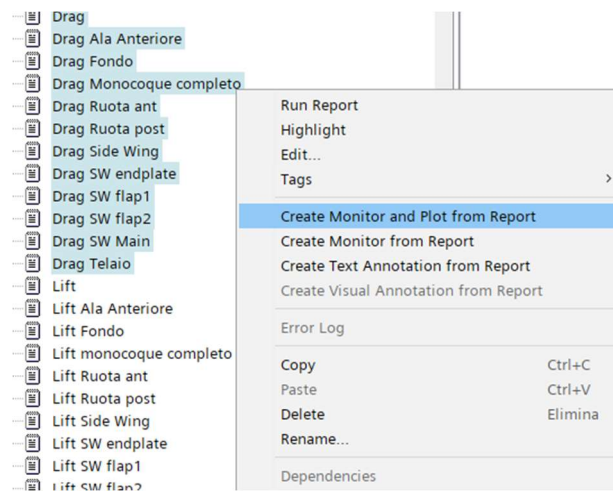 Drag
Drag Ala Anteriore
Drag Fondo
Drag Monocoque completo
Drag Ruota ant
Drag Ruota post
Drag Side Wing
Drag SW endplate
Drag SW flap1
Drag SW flap2
Drag SW Main
Drag Telaio
Lift
Lift Ala Anteriore
Lift Fondo
Lift monocoque completo
Lift Ruota ant
Lift Ruota post
Lift Side Wing
Lift SW endplate
Lift SW flap1
Lift SW flap2
Run Report
Highlight
Edit...
Tags >
Create Monitor and Plot from Report
Create Monitor from Report
Create Text Annotation from Report
Create Visual Annotation from Report
Error Log
Copy Ctrl+C
Paste Ctrl+V
Delete Elimina
Rename...
Dependencies